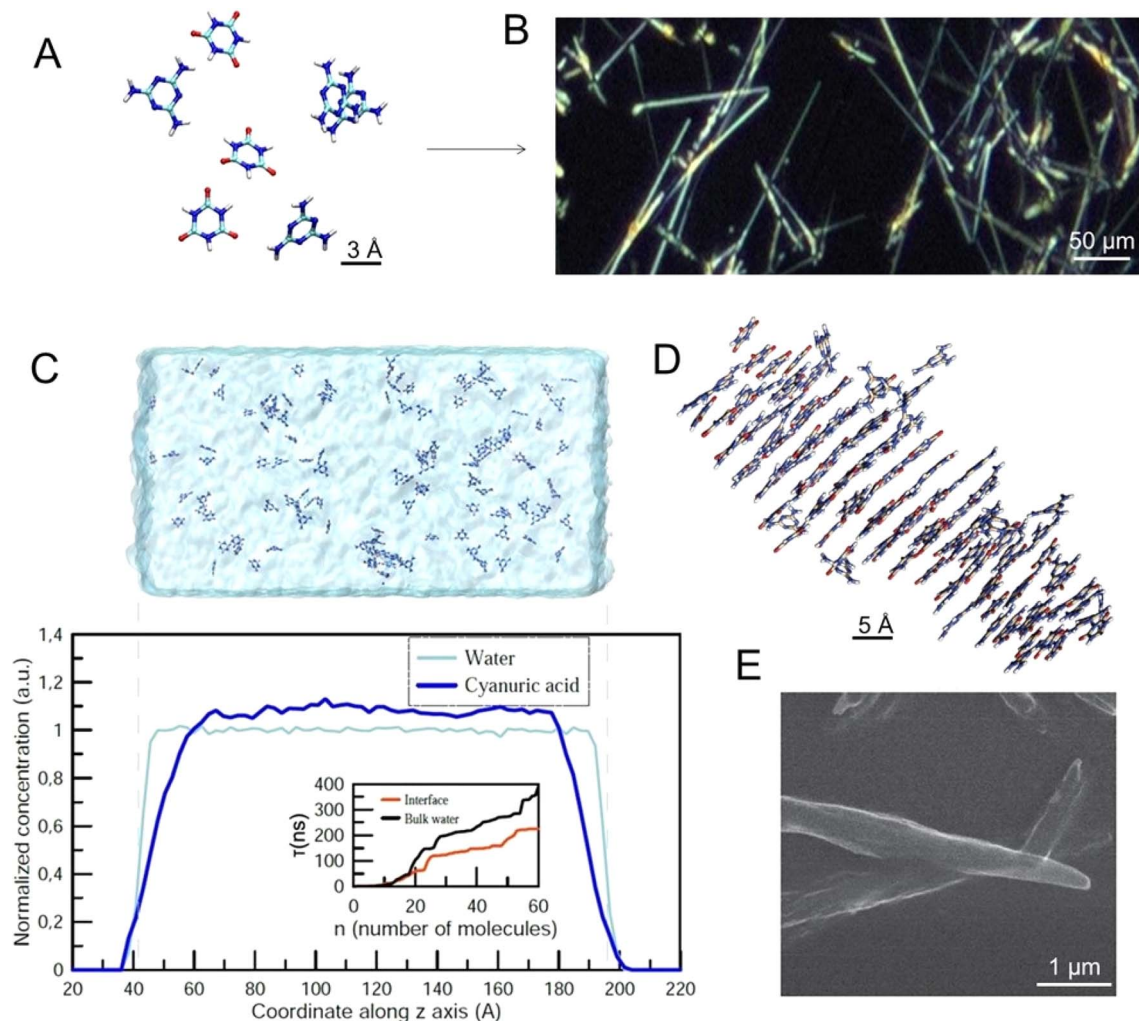 A
B
3 Å
50 µm
C
D
5 Å
E
1,4
1.2
1
0.8
0.6
0.4
0,2
0
Normalized concentration (a.u.)
Water
Cyanuric acid
400
300
200
100
0
τ(ns)
Interface
Bulk water
0 20 40 60
n (number of molecules)
20 40 60 80 100 120 140 160 180 200 220
Coordinate along z axis (A)
1 µm